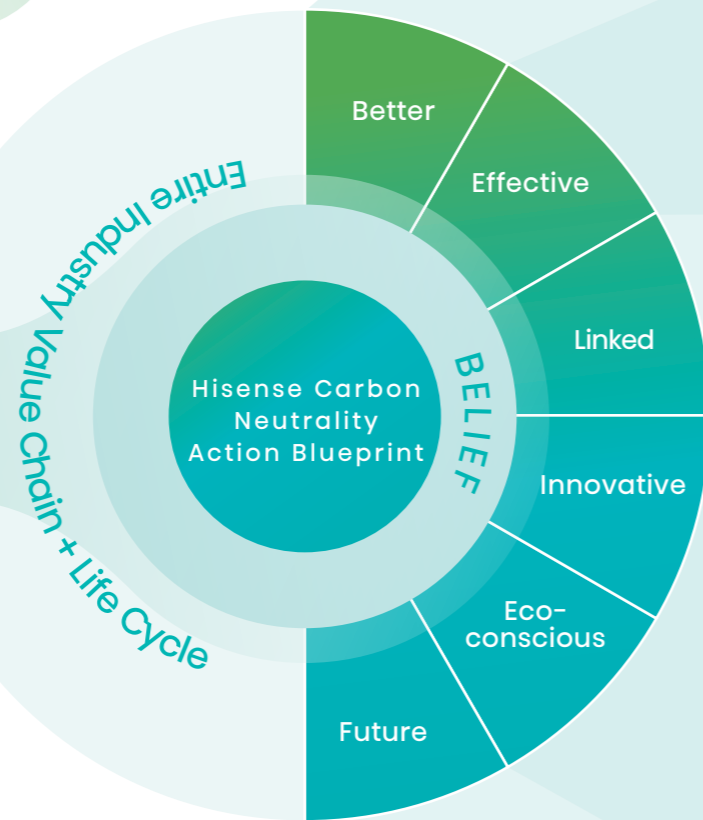 Entire Industry Value Chain + Life Cycle
Hisense Carbon
Neutrality
Action Blueprint
BELIEF
Better
Effective
Linked
Innovative
Eco-
conscious
Future